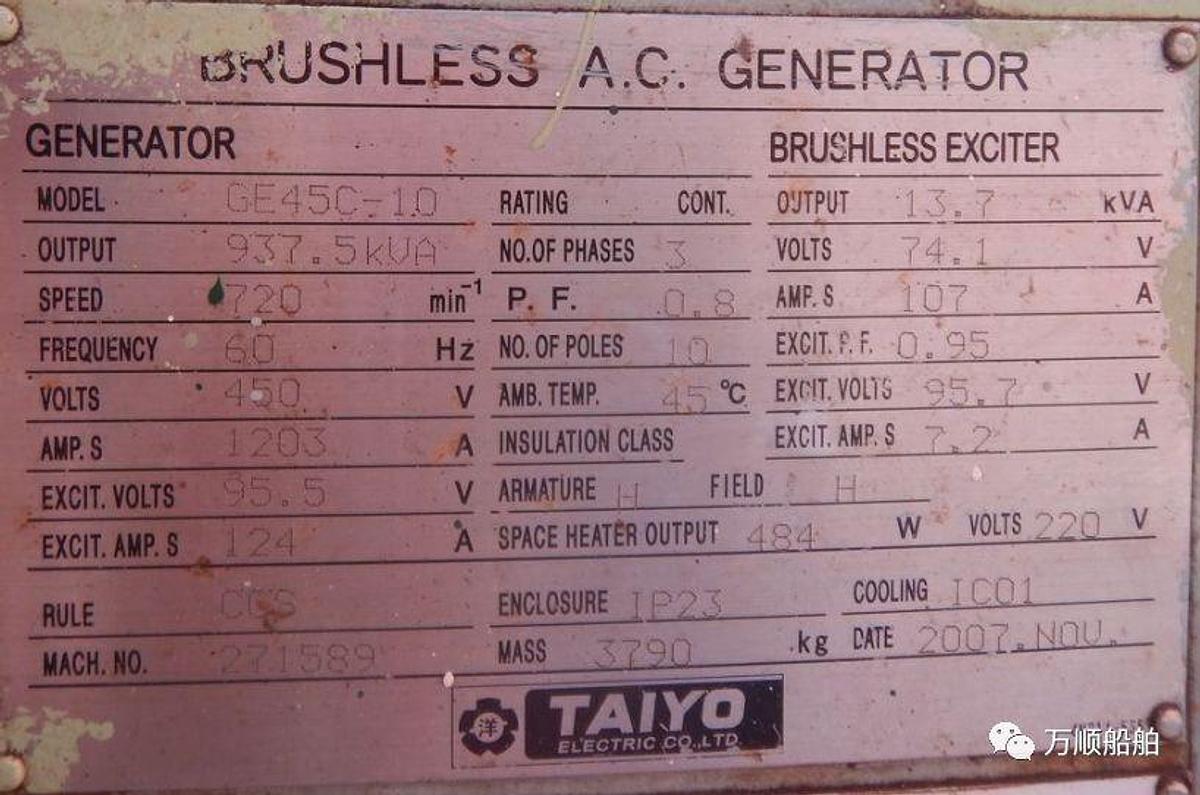 BRUSHLESS A.C. GENERATOR
GENERATOR
BRUSHLESS EXCITER
MODEL GE45C-10 RATING CONT. OUTPUT 13.7 kVA
OUTPUT 937.5kVA NO.OF PHASES 3 VOLTS 74.1 V
SPEED 720 min-1 P. F. 0.8 AMP.S 107 A
FREQUENCY 60 Hz NO. OF POLES 10 EXCIT. P. F. 0.95
VOLTS 450 V AMB. TEMP. 45 °C EXCIT. VOLTS 95.7 V
AMP.S 1203 A INSULATION CLASS EXCIT. AMP. S 7.2 A
EXCIT. VOLTS 95.5 V ARMATURE H FIELD H
EXCIT. AMP. S 124 A SPACE HEATER OUTPUT 484 W VOLTS 220 V
RULE CCS ENCLOSURE IP23 COOLING IC01
MACH. NO. 271589 MASS 3790 kg DATE 2007.NOV.
洋 TAIYO
ELECTRIC CO.,LTD.
万顺船舶